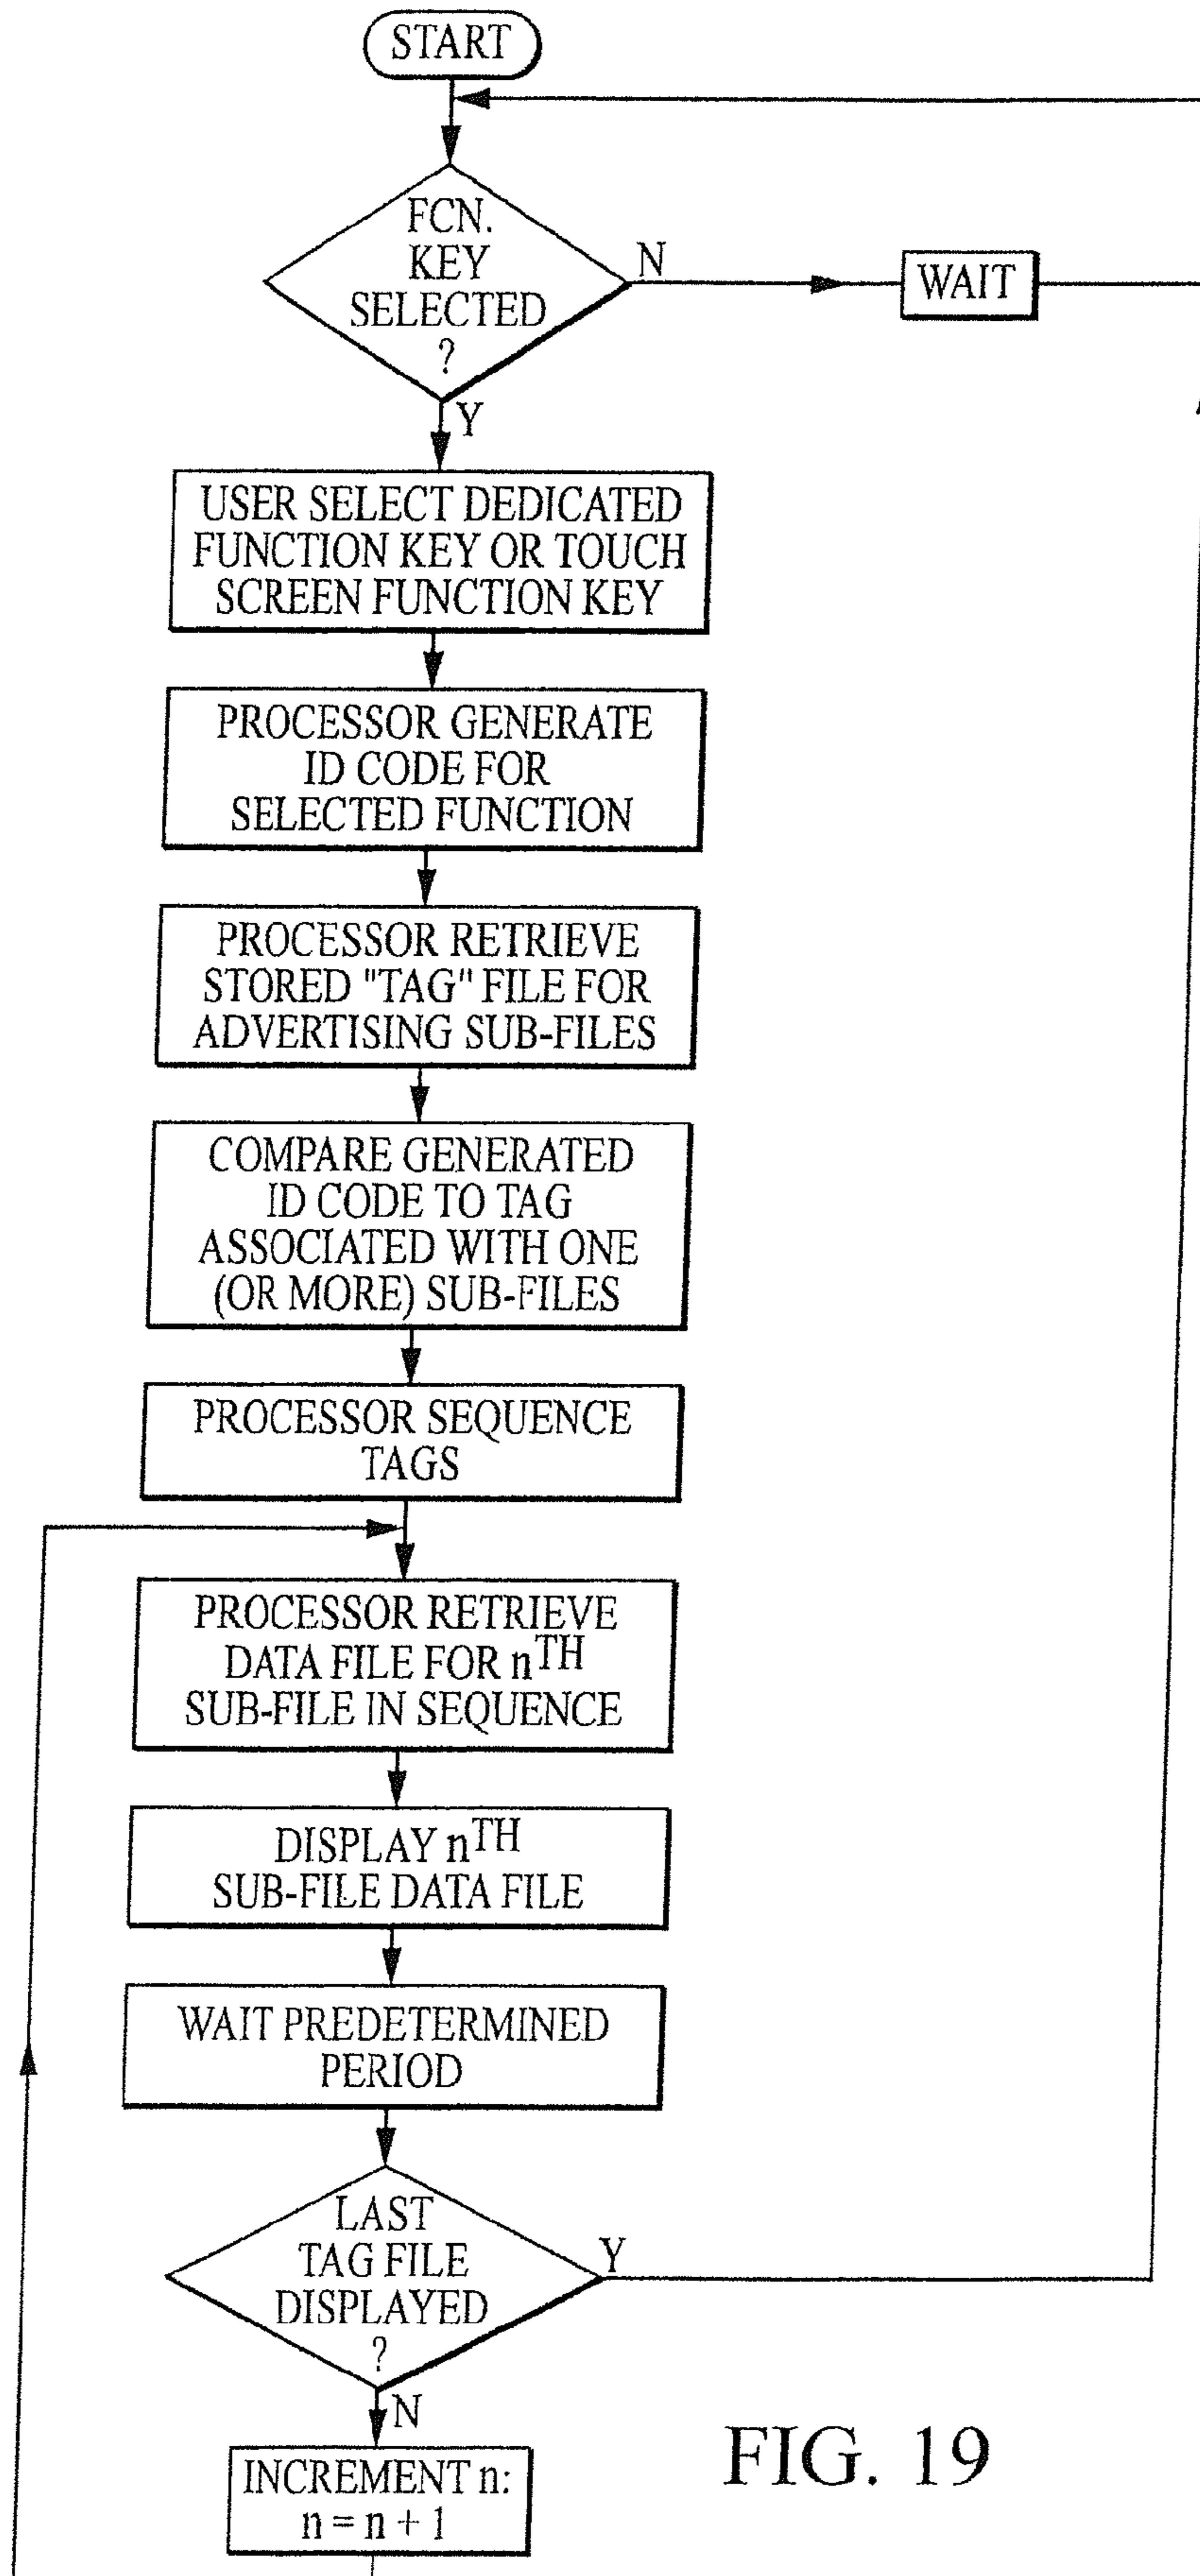 START
FCN.
KEY
SELECTED
?
N
WAIT
Y
USER SELECT DEDICATED
FUNCTION KEY OR TOUCH
SCREEN FUNCTION KEY
PROCESSOR GENERATE
ID CODE FOR
SELECTED FUNCTION
PROCESSOR RETRIEVE
STORED "TAG" FILE FOR
ADVERTISING SUB-FILES
COMPARE GENERATED
ID CODE TO TAG
ASSOCIATED WITH ONE
(OR MORE) SUB-FILES
PROCESSOR SEQUENCE
TAGS
PROCESSOR RETRIEVE
DATA FILE FOR nTH
SUB-FILE IN SEQUENCE
DISPLAY nTH
SUB-FILE DATA FILE
WAIT PREDETERMINED
PERIOD
LAST
TAG FILE
DISPLAYED
?
Y
N
INCREMENT n:
n = n + 1
FIG. 19